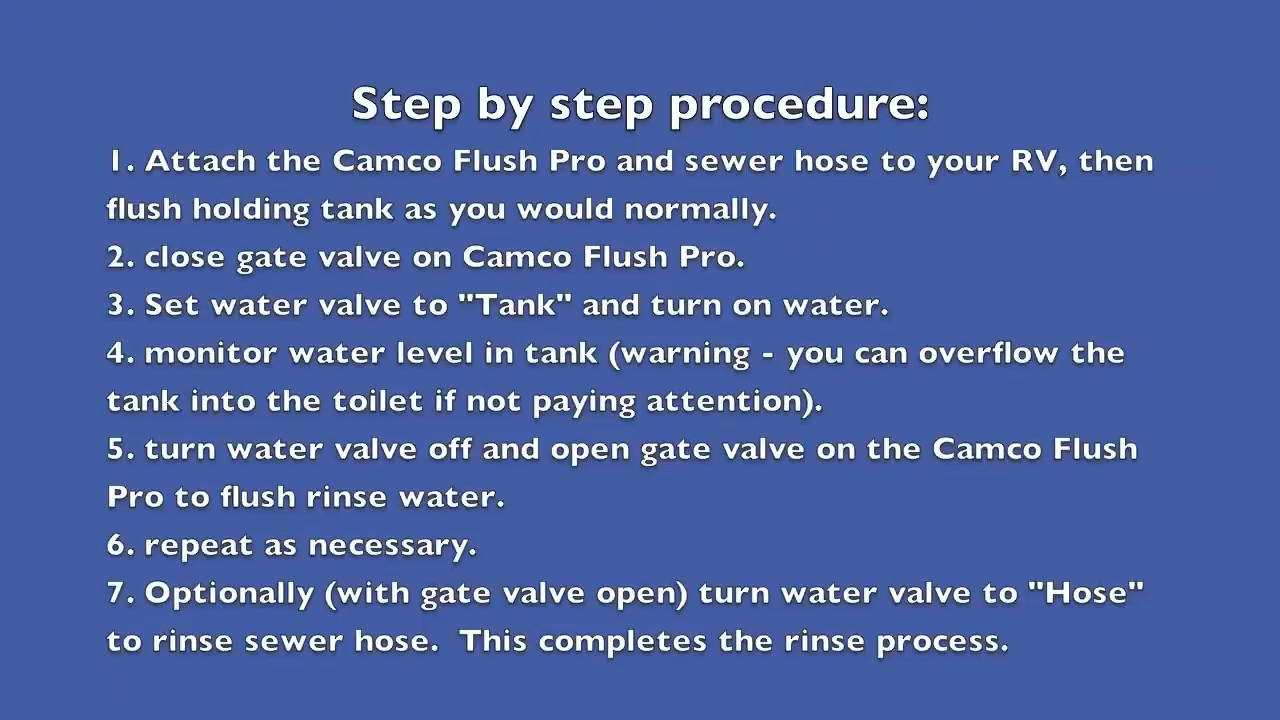 Step by step procedure:
1. Attach the Camco Flush Pro and sewer hose to your RV, then
flush holding tank as you would normally.
2. close gate valve on Camco Flush Pro.
3. Set water valve to "Tank" and turn on water.
4. monitor water level in tank (warning - you can overflow the
tank into the toilet if not paying attention).
5. turn water valve off and open gate valve on the Camco Flush
Pro to flush rinse water.
6. repeat as necessary.
7. Optionally (with gate valve open) turn water valve to "Hose"
to rinse sewer hose.  This completes the rinse process.